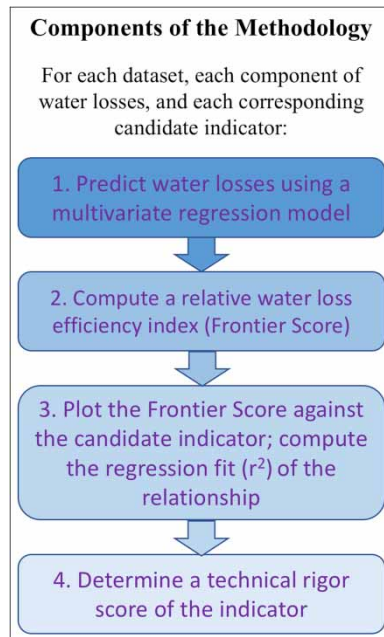 Components of the Methodology
For each dataset, each component of
water losses, and each corresponding
candidate indicator:
1. Predict water losses using a
multivariate regression model
2. Compute a relative water loss
efficiency index (Frontier Score)
3. Plot the Frontier Score against
the candidate indicator; compute
the regression fit (r²) of the
relationship
4. Determine a technical rigor
score of the indicator